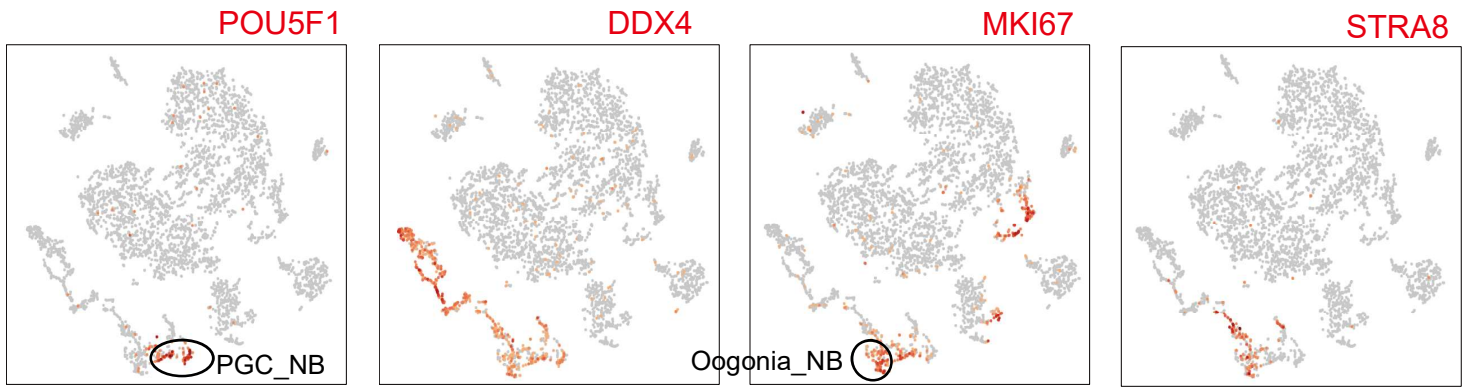 POU5F1
DDX4
MKI67
STRA8
PGC_NB
Oogonia_NB